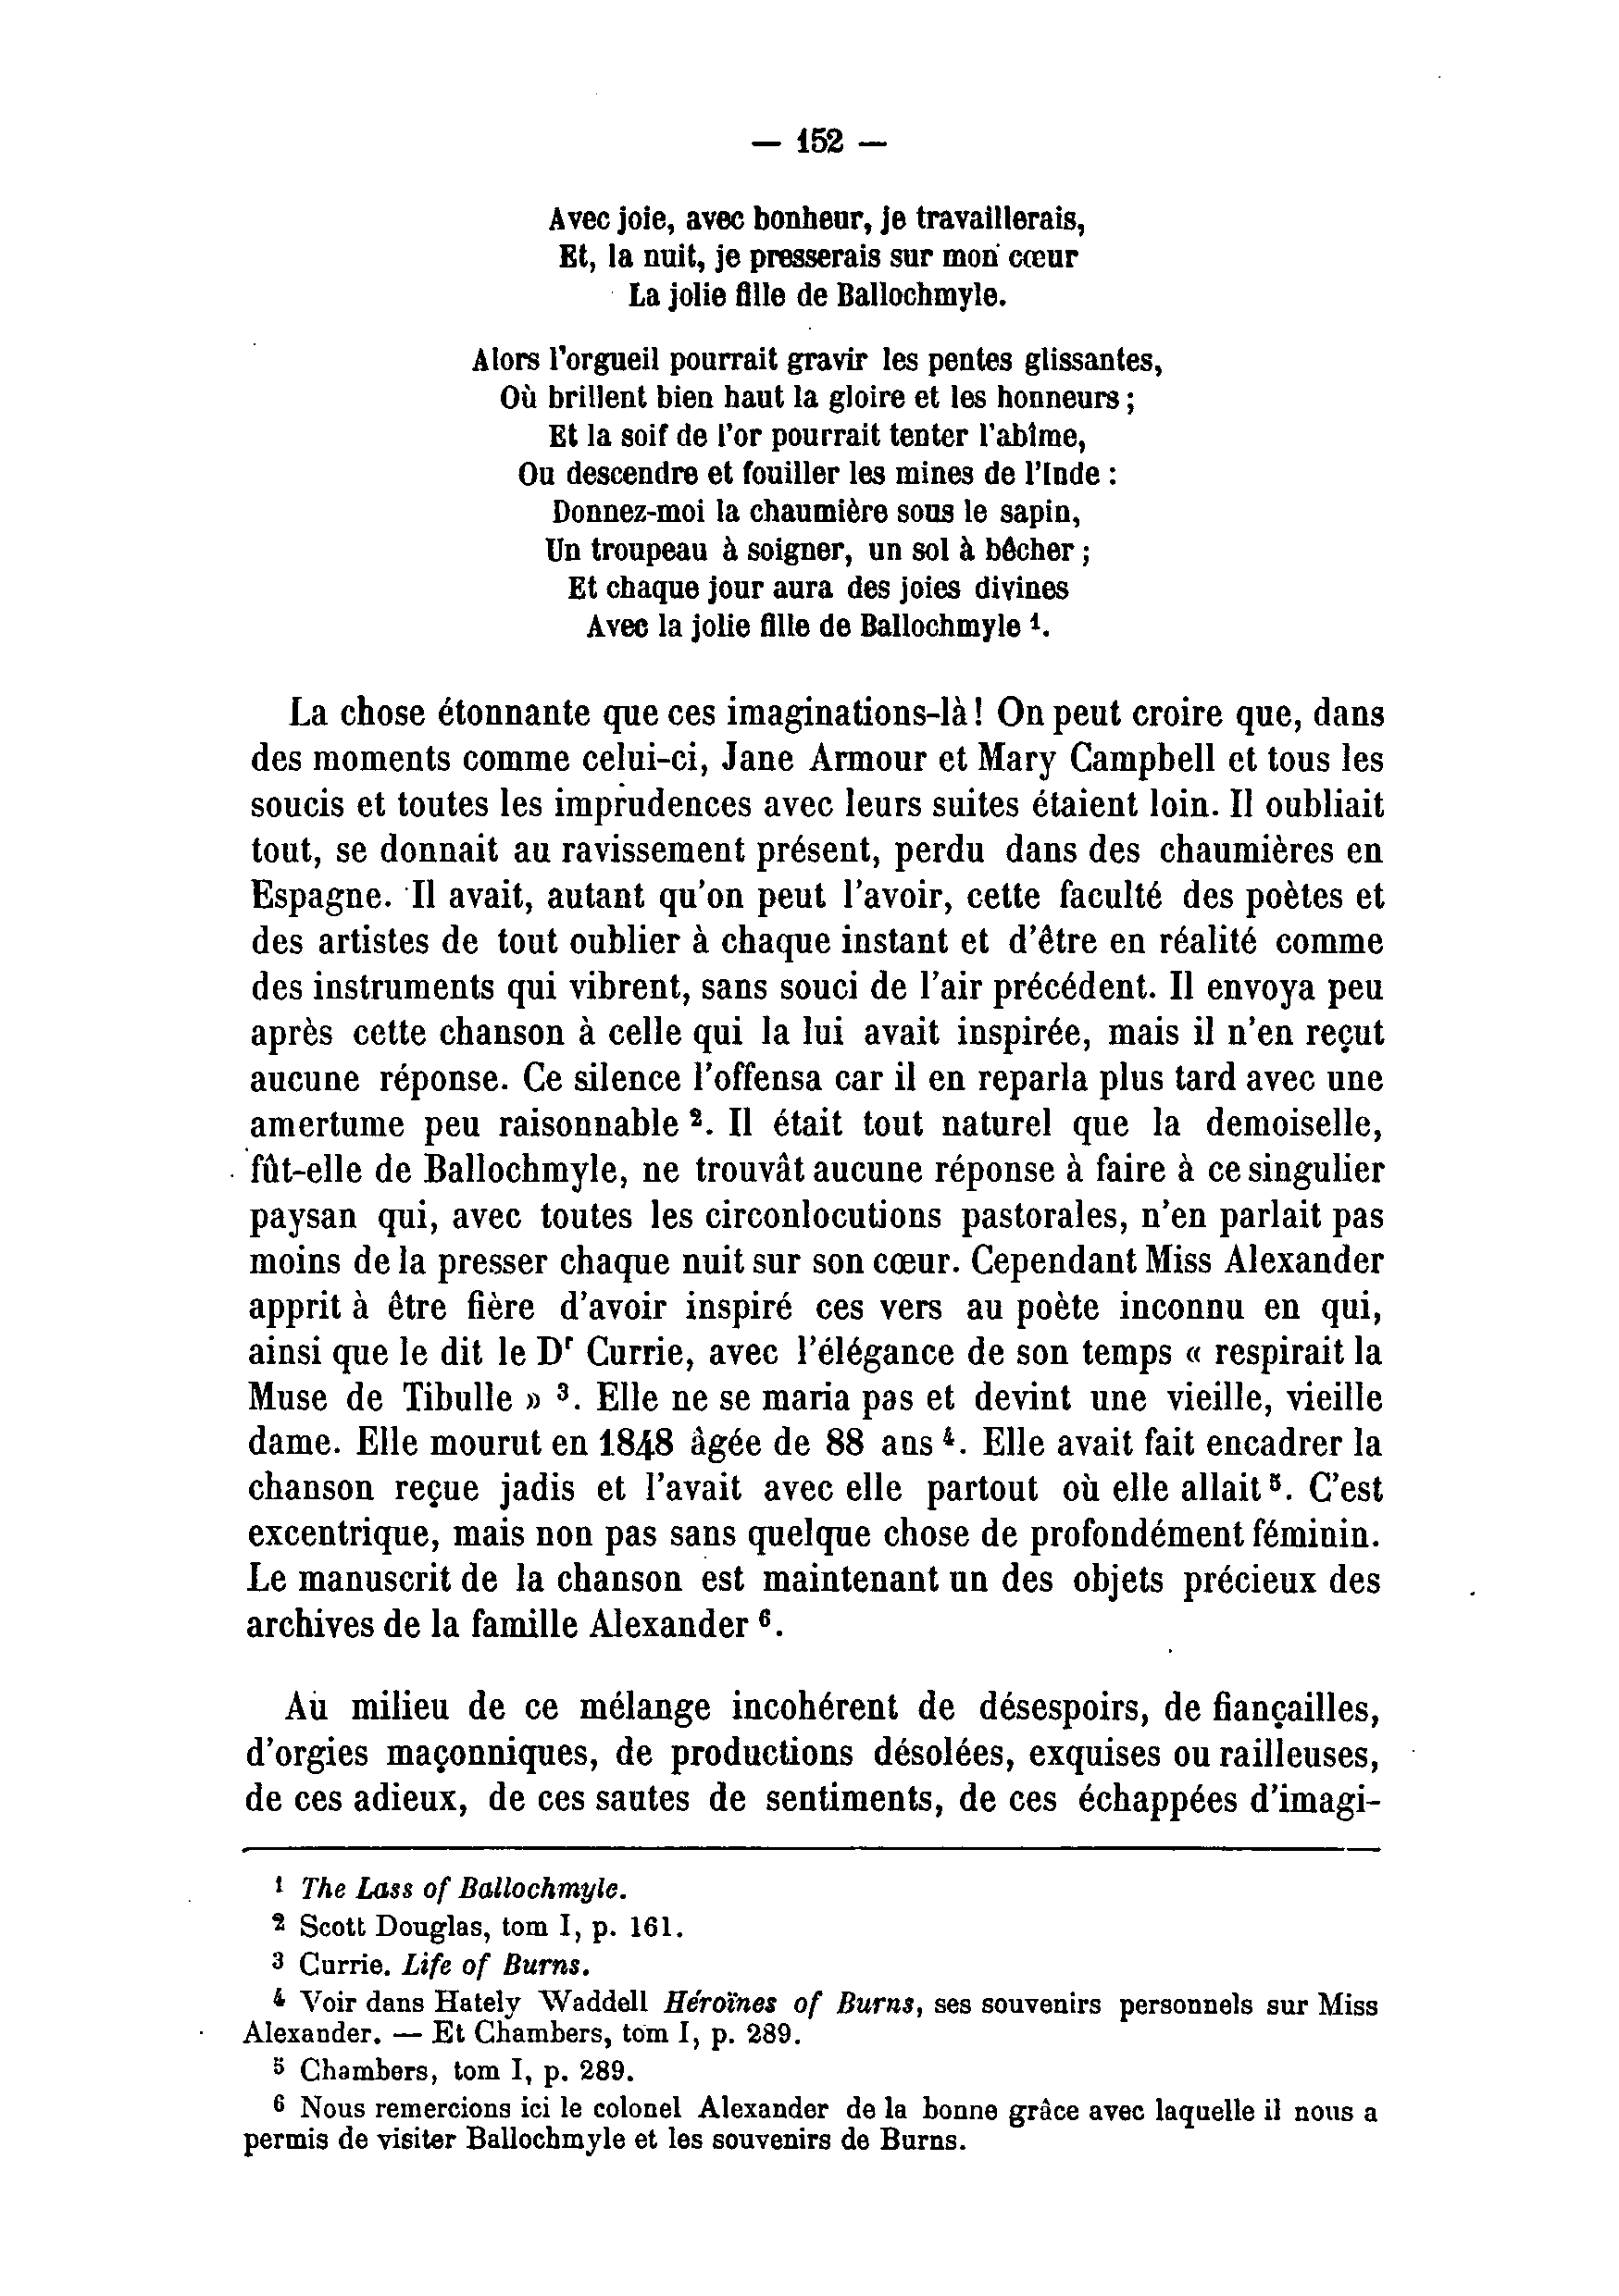 — 152 —
Avec joie, avec bonheur, je travaillerais,
Et, la nuit, je presserais sur mon cœur
La jolie fille de Ballochmyle.
Alors l'orgueil pourrait gravir les pentes glissantes,
Où brillent bien haut la gloire et les honneurs ;
Et la soif de l'or pourrait tenter l'abîme,
Ou descendre et fouiller les mines de l'Inde :
Donnez-moi la chaumière sous le sapin,
Un troupeau à soigner, un sol à bêcher ;
Et chaque jour aura des joies divines
Avec la jolie fille de Ballochmyle ¹.
La chose étonnante que ces imaginations-là ! On peut croire que, dans
des moments comme celui-ci, Jane Armour et Mary Campbell et tous les
soucis et toutes les imprudences avec leurs suites étaient loin. Il oubliait
tout, se donnait au ravissement présent, perdu dans des chaumières en
Espagne. Il avait, autant qu'on peut l'avoir, cette faculté des poètes et
des artistes de tout oublier à chaque instant et d'être en réalité comme
des instruments qui vibrent, sans souci de l'air précédent. Il envoya peu
après cette chanson à celle qui la lui avait inspirée, mais il n'en reçut
aucune réponse. Ce silence l'offensa car il en reparla plus tard avec une
amertume peu raisonnable ². Il était tout naturel que la demoiselle,
fût-elle de Ballochmyle, ne trouvât aucune réponse à faire à ce singulier
paysan qui, avec toutes les circonlocutions pastorales, n'en parlait pas
moins de la presser chaque nuit sur son cœur. Cependant Miss Alexander
apprit à être fière d'avoir inspiré ces vers au poète inconnu en qui,
ainsi que le dit le Dʳ Currie, avec l'élégance de son temps « respirait la
Muse de Tibulle » ³. Elle ne se maria pas et devint une vieille, vieille
dame. Elle mourut en 1848 âgée de 88 ans ⁴. Elle avait fait encadrer la
chanson reçue jadis et l'avait avec elle partout où elle allait ⁵. C'est
excentrique, mais non pas sans quelque chose de profondément féminin.
Le manuscrit de la chanson est maintenant un des objets précieux des
archives de la famille Alexander ⁶.
Au milieu de ce mélange incohérent de désespoirs, de fiançailles,
d'orgies maçonniques, de productions désolées, exquises ou railleuses,
de ces adieux, de ces sautes de sentiments, de ces échappées d'imagi-
¹ The Lass of Ballochmyle.
² Scott Douglas, tom I, p. 161.
³ Currie. Life of Burns.
⁴ Voir dans Hately Waddell Héroïnes of Burns, ses souvenirs personnels sur Miss
Alexander. — Et Chambers, tom I, p. 289.
⁵ Chambers, tom I, p. 289.
⁶ Nous remercions ici le colonel Alexander de la bonne grâce avec laquelle il nous a
permis de visiter Ballochmyle et les souvenirs de Burns.